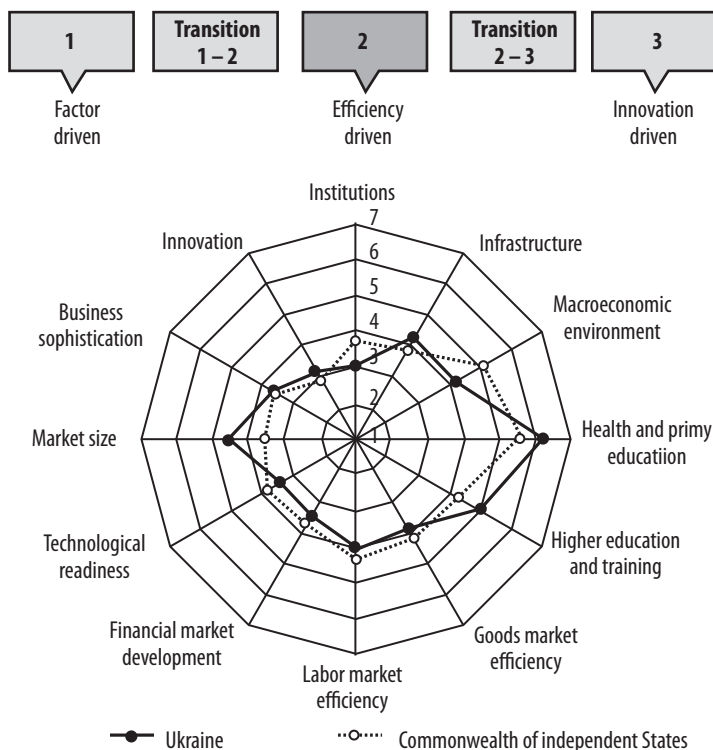 1
Transition
1 – 2
2
Transition
2 – 3
3
Factor
driven
Efficiency
driven
Innovation
driven
Institutions
7
6
5
4
3
2
1
Infrastructure
Macroeconomic
environment
Health and primy
educatiion
Higher education
and training
Goods market
efficiency
Labor market
efficiency
Financial market
development
Technological
readiness
Market size
Business
sophistication
Innovation
Ukraine
Commonwealth of independent States